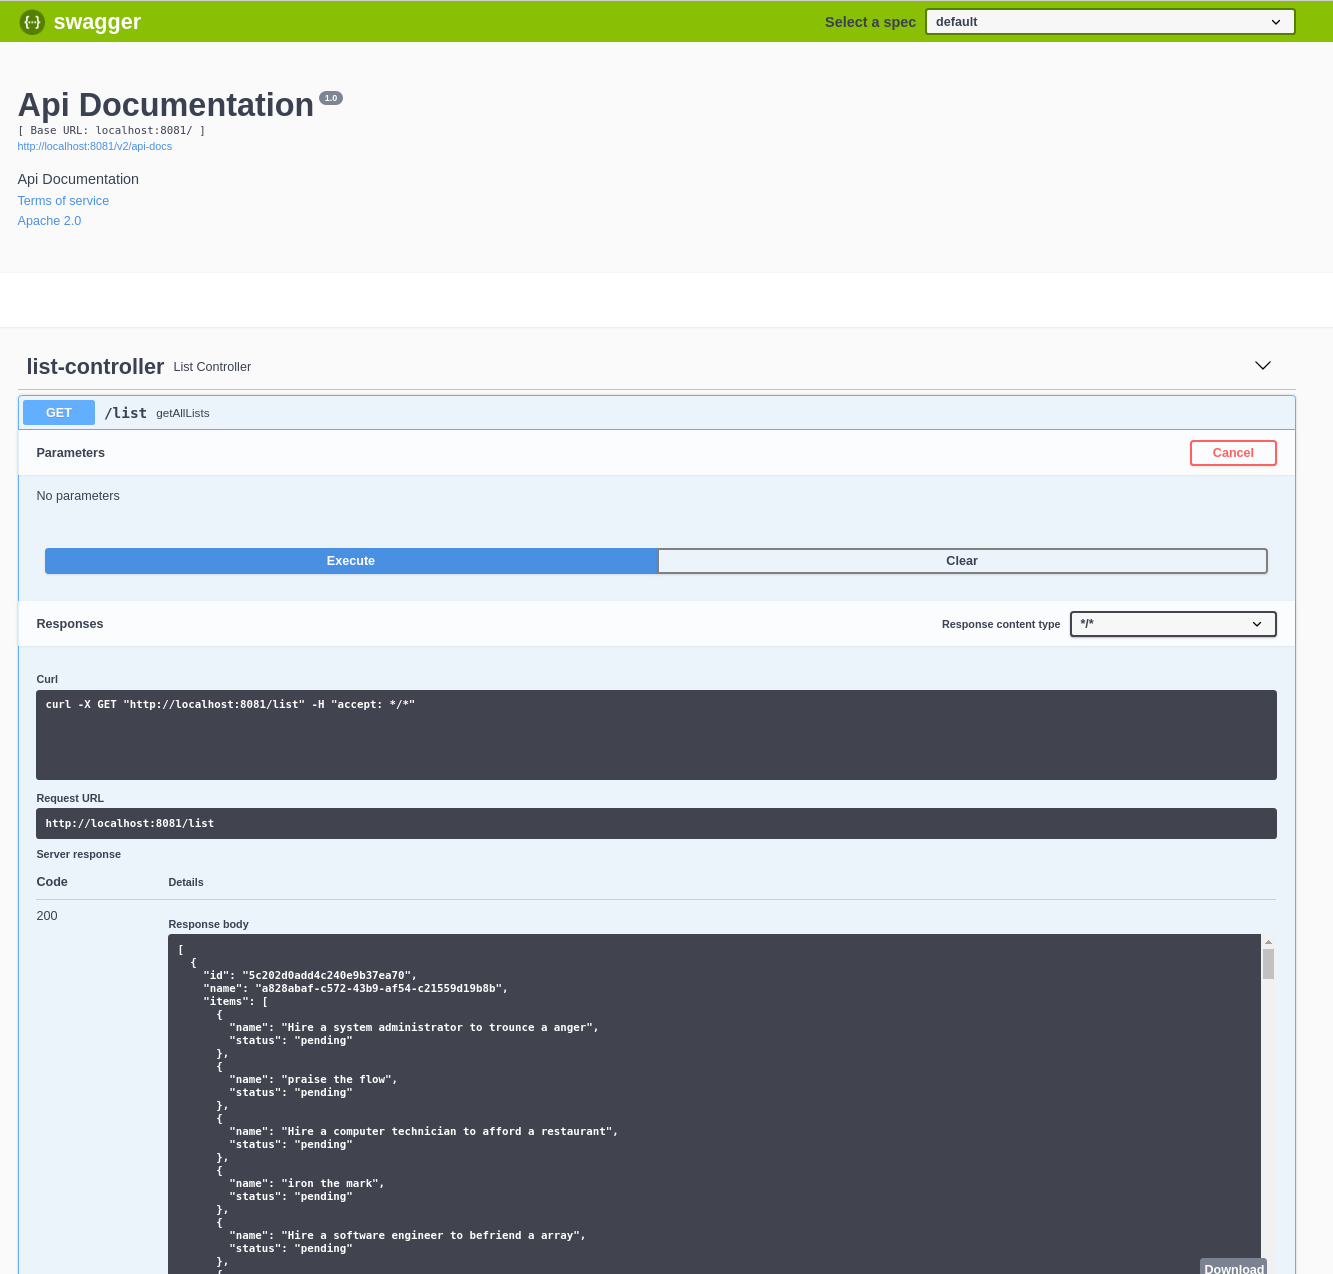 {···} swagger
Select a spec default
Api Documentation 1.0
[ Base URL: localhost:8081/ ]
http://localhost:8081/v2/api-docs
Api Documentation
Terms of service
Apache 2.0
list-controller List Controller
GET /list getAllLists
Parameters Cancel
No parameters
Execute Clear
Responses Response content type */*
Curl
curl -X GET "http://localhost:8081/list" -H "accept: */*"
Request URL
http://localhost:8081/list
Server response
Code Details
200
Response body
[
  {
    "id": "5c202d0add4c240e9b37ea70",
    "name": "a828abaf-c572-43b9-af54-c21559d19b8b",
    "items": [
      {
        "name": "Hire a system administrator to trounce a anger",
        "status": "pending"
      },
      {
        "name": "praise the flow",
        "status": "pending"
      },
      {
        "name": "Hire a computer technician to afford a restaurant",
        "status": "pending"
      },
      {
        "name": "iron the mark",
        "status": "pending"
      },
      {
        "name": "Hire a software engineer to befriend a array",
        "status": "pending"
      },
      {
Download